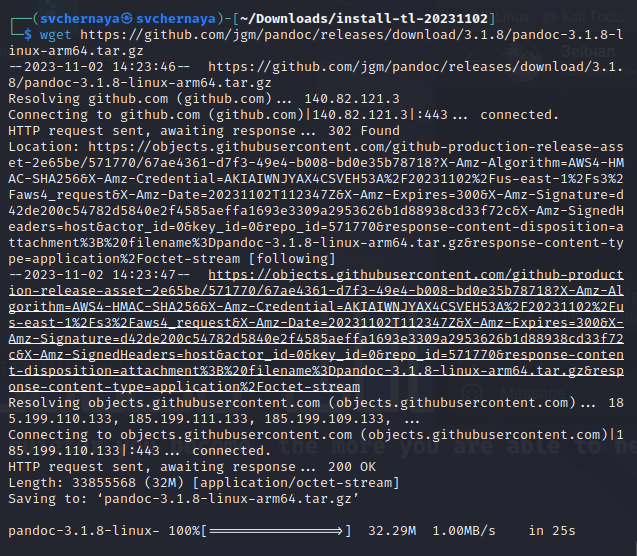 ┌──(svchernaya㉿svchernaya)-[~/Downloads/install-tl-20231102]
└─$ wget https://github.com/jgm/pandoc/releases/download/3.1.8/pandoc-3.1.8-l
inux-arm64.tar.gz
--2023-11-02 14:23:46--  https://github.com/jgm/pandoc/releases/download/3.1.
8/pandoc-3.1.8-linux-arm64.tar.gz
Resolving github.com (github.com)... 140.82.121.3
Connecting to github.com (github.com)|140.82.121.3|:443... connected.
HTTP request sent, awaiting response... 302 Found
Location: https://objects.githubusercontent.com/github-production-release-ass
et-2e65be/571770/67ae4361-d7f3-49e4-b008-bd0e35b78718?X-Amz-Algorithm=AWS4-HM
AC-SHA256&X-Amz-Credential=AKIAIWNJYAX4CSVEH53A%2F20231102%2Fus-east-1%2Fs3%2
Faws4_request&X-Amz-Date=20231102T112347Z&X-Amz-Expires=300&X-Amz-Signature=d
42de200c54782d5840e2f4585aeffa1693e3309a2953626b1d88938cd33f72c&X-Amz-SignedH
eaders=host&actor_id=0&key_id=0&repo_id=571770&response-content-disposition=a
ttachment%3B%20filename%3Dpandoc-3.1.8-linux-arm64.tar.gz&response-content-ty
pe=application%2Foctet-stream [following]
--2023-11-02 14:23:47--  https://objects.githubusercontent.com/github-product
ion-release-asset-2e65be/571770/67ae4361-d7f3-49e4-b008-bd0e35b78718?X-Amz-Al
gorithm=AWS4-HMAC-SHA256&X-Amz-Credential=AKIAIWNJYAX4CSVEH53A%2F20231102%2Fu
s-east-1%2Fs3%2Faws4_request&X-Amz-Date=20231102T112347Z&X-Amz-Expires=300&X-
Amz-Signature=d42de200c54782d5840e2f4585aeffa1693e3309a2953626b1d88938cd33f72
c&X-Amz-SignedHeaders=host&actor_id=0&key_id=0&repo_id=571770&response-conten
t-disposition=attachment%3B%20filename%3Dpandoc-3.1.8-linux-arm64.tar.gz&resp
onse-content-type=application%2Foctet-stream
Resolving objects.githubusercontent.com (objects.githubusercontent.com)... 18
5.199.110.133, 185.199.111.133, 185.199.109.133, ...
Connecting to objects.githubusercontent.com (objects.githubusercontent.com)|1
85.199.110.133|:443... connected.
HTTP request sent, awaiting response... 200 OK
Length: 33855568 (32M) [application/octet-stream]
Saving to: ‘pandoc-3.1.8-linux-arm64.tar.gz’

pandoc-3.1.8-linux- 100%[===================>]  32.29M  1.00MB/s    in 25s